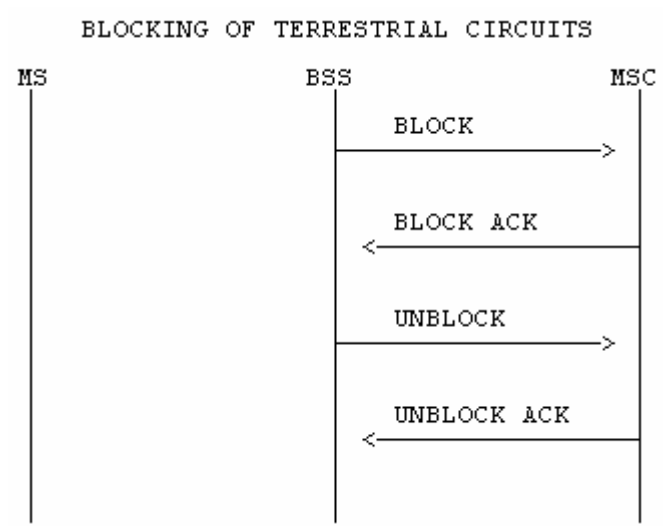 BLOCKING OF TERRESTRIAL CIRCUITS
MS BSS MSC
BLOCK
BLOCK ACK
UNBLOCK
UNBLOCK ACK